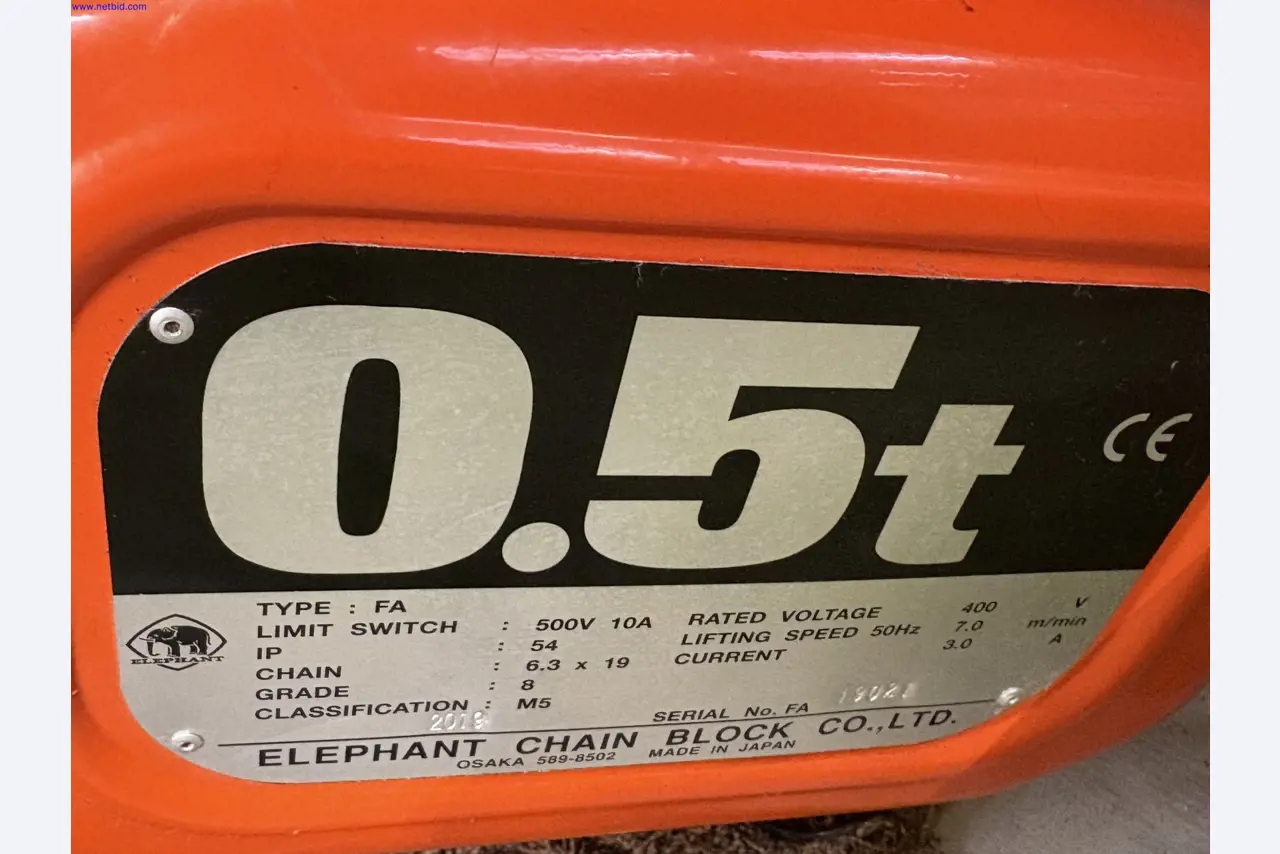 www.netbid.com
0.5t
CE
TYPE : FA
LIMIT SWITCH : 500V 10A
IP : 54
CHAIN : 6.3 x 19
GRADE : 8
CLASSIFICATION : M5
RATED VOLTAGE 400 V
LIFTING SPEED 50Hz 7.0 m/min
CURRENT 3.0 A
ELEPHANT
2019
SERIAL No. FA
ELEPHANT CHAIN BLOCK CO.,LTD.
OSAKA 589-8502 MADE IN JAPAN